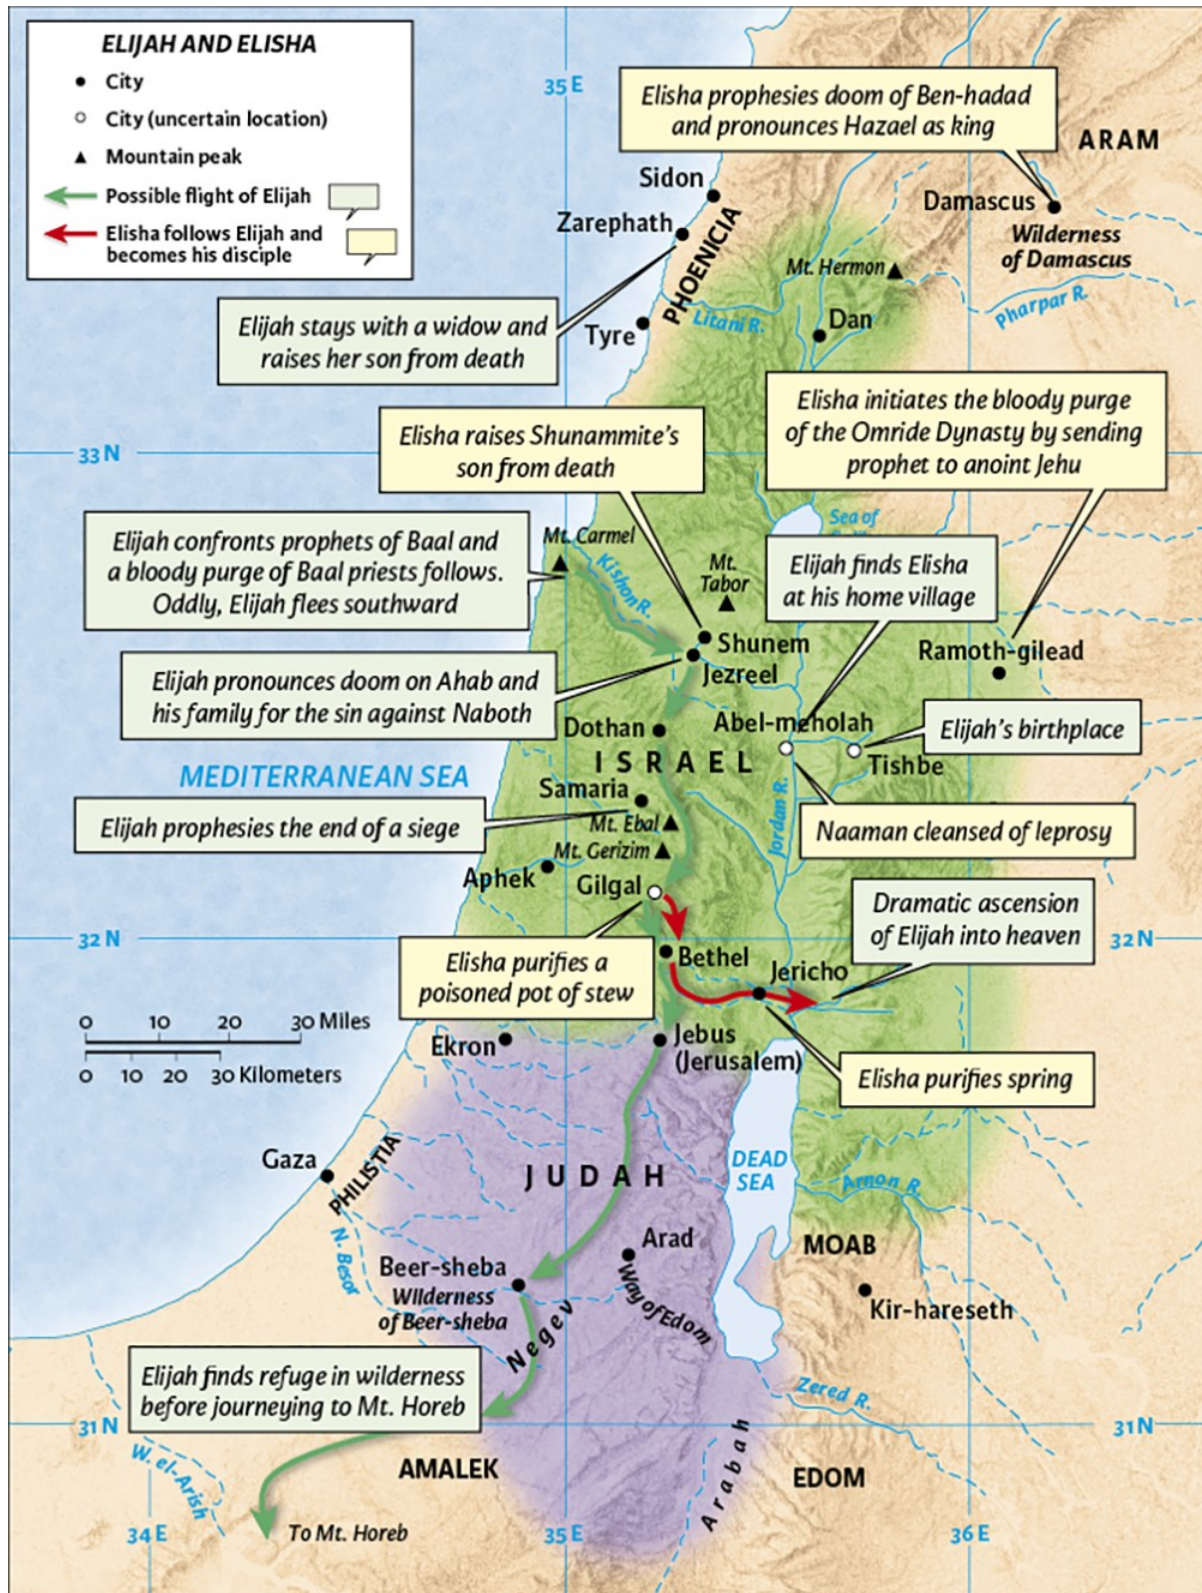 ELIJAH AND ELISHA
City
City (uncertain location)
Mountain peak
Possible flight of Elijah
Elisha follows Elijah and
becomes his disciple
35 E
Elisha prophesies doom of Ben-hadad
and pronounces Hazael as king
ARAM
Sidon
Damascus
Zarephath
Wilderness
of Damascus
PHOENICIA
Mt. Hermon
Pharpar R.
Litani R.
Dan
Tyre
Elijah stays with a widow and
raises her son from death
Elisha initiates the bloody purge
of the Omride Dynasty by sending
prophet to anoint Jehu
Elisha raises Shunammite's
son from death
33 N
Sea of
Elijah confronts prophets of Baal and
a bloody purge of Baal priests follows.
Oddly, Elijah flees southward
Mt. Carmel
Kishon R.
Mt.
Tabor
Elijah finds Elisha
at his home village
Shunem
Jezreel
Ramoth-gilead
Elijah pronounces doom on Ahab and
his family for the sin against Naboth
Dothan
Abel-meholah
Elijah's birthplace
Tishbe
ISRAEL
MEDITERRANEAN SEA
Samaria
Jordan R.
Elijah prophesies the end of a siege
Mt. Ebal
Naaman cleansed of leprosy
Mt. Gerizim
Aphek
Gilgal
Dramatic ascension
of Elijah into heaven
32 N
32 N
Elisha purifies a
poisoned pot of stew
Bethel
Jericho
0 10 20 30 Miles
0 10 20 30 Kilometers
Ekron
Jebus
(Jerusalem)
Elisha purifies spring
Gaza
PHILISTIA
JUDAH
DEAD
SEA
Arnon R.
N. Besor
Arad
MOAB
Beer-sheba
Wilderness
of Beer-sheba
Way of Edom
Kir-hareseth
Negev
Elijah finds refuge in wilderness
before journeying to Mt. Horeb
Zered R.
31 N
31 N
W. el-Arish
AMALEK
Arabah
EDOM
To Mt. Horeb
34 E
35 E
36 E